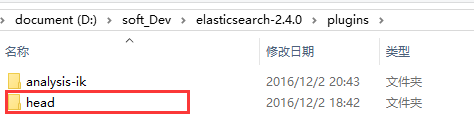 document (D:) › soft_Dev › elasticsearch-2.4.0 › plugins ›
名称 修改日期 类型
analysis-ik 2016/12/2 20:43 文件夹
head 2016/12/2 18:42 文件夹